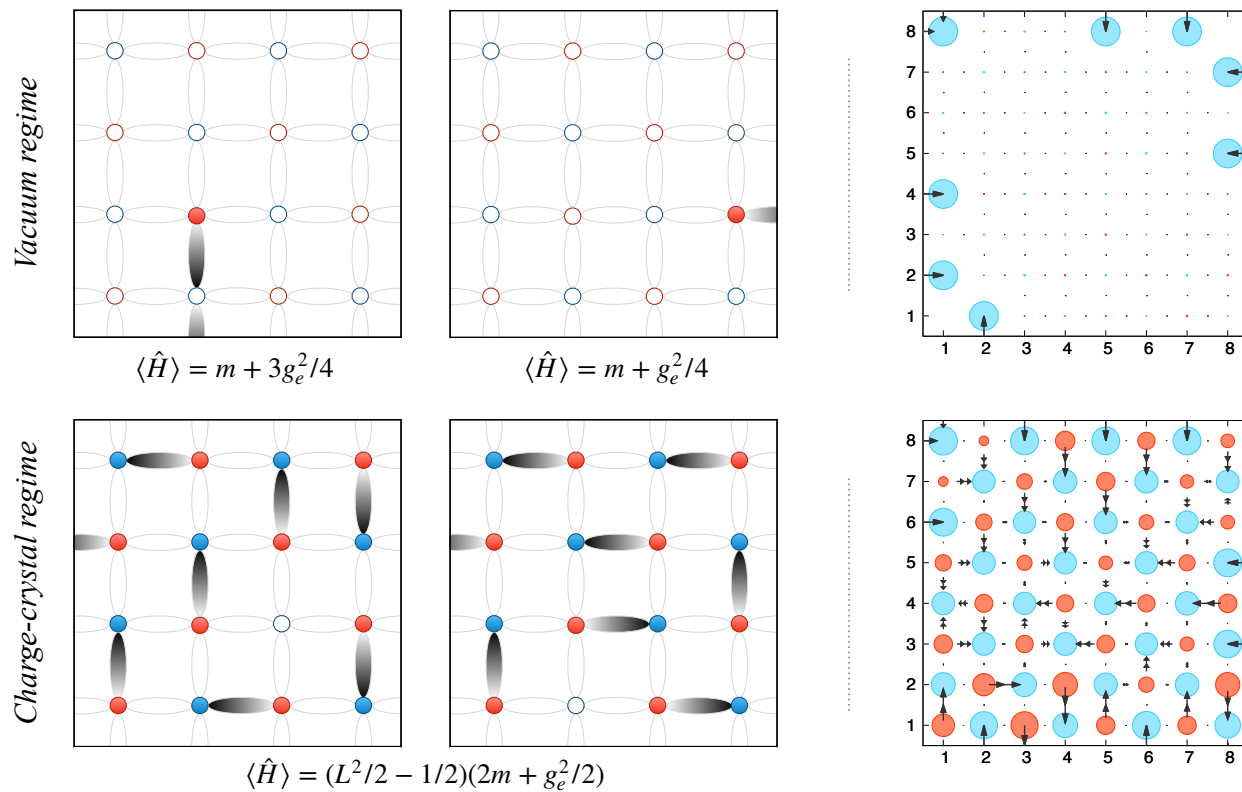 Vacuum regime
⟨Ĥ⟩ = m + 3g_e^2/4
⟨Ĥ⟩ = m + g_e^2/4
8
7
6
5
4
3
2
1
1 2 3 4 5 6 7 8
Charge-crystal regime
⟨Ĥ⟩ = (L^2/2 − 1/2)(2m + g_e^2/2)
8
7
6
5
4
3
2
1
1 2 3 4 5 6 7 8